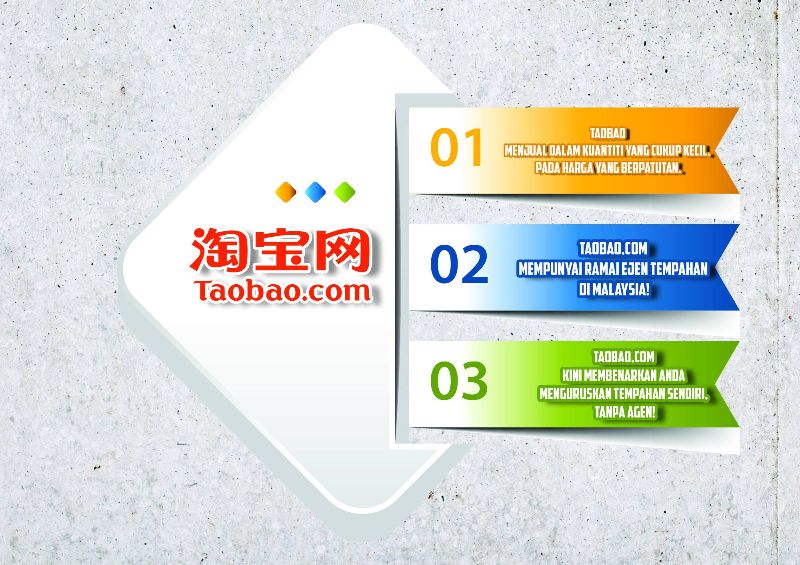 淘宝网
Taobao.com
01
TAOBAO
MENJUAL DALAM KUANTITI YANG CUKUP KECIL,
PADA HARGA YANG BERPATUTAN.
02
TAOBAO.COM
MEMPUNYAI RAMAI EJEN TEMPAHAN
DI MALAYSIA!
03
TAOBAO.COM
KINI MEMBENARKAN ANDA
MENGURUSKAN TEMPAHAN SENDIRI,
TANPA AGEN!